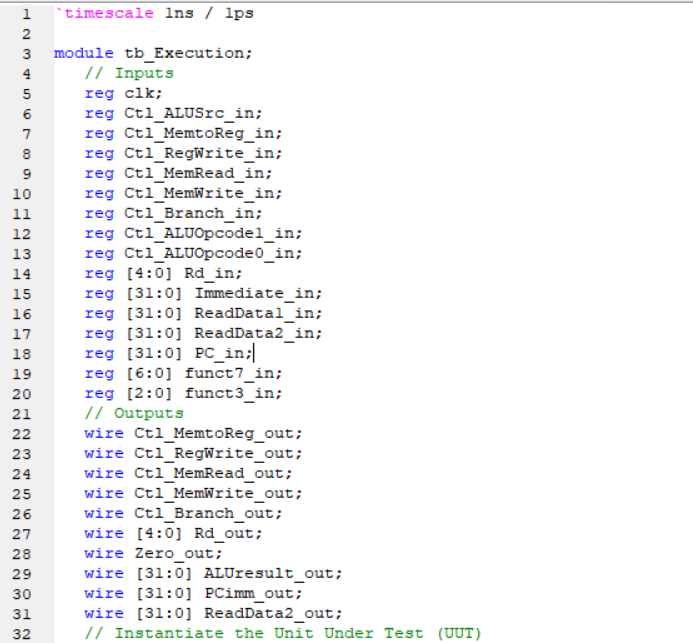 1 `timescale 1ns / 1ps
2
3 module tb_Execution;
4 // Inputs
5 reg clk;
6 reg Ctl_ALUSrc_in;
7 reg Ctl_MemtoReg_in;
8 reg Ctl_RegWrite_in;
9 reg Ctl_MemRead_in;
10 reg Ctl_MemWrite_in;
11 reg Ctl_Branch_in;
12 reg Ctl_ALUOpcode1_in;
13 reg Ctl_ALUOpcode0_in;
14 reg [4:0] Rd_in;
15 reg [31:0] Immediate_in;
16 reg [31:0] ReadData1_in;
17 reg [31:0] ReadData2_in;
18 reg [31:0] PC_in;
19 reg [6:0] funct7_in;
20 reg [2:0] funct3_in;
21 // Outputs
22 wire Ctl_MemtoReg_out;
23 wire Ctl_RegWrite_out;
24 wire Ctl_MemRead_out;
25 wire Ctl_MemWrite_out;
26 wire Ctl_Branch_out;
27 wire [4:0] Rd_out;
28 wire Zero_out;
29 wire [31:0] ALUresult_out;
30 wire [31:0] PCimm_out;
31 wire [31:0] ReadData2_out;
32 // Instantiate the Unit Under Test (UUT)